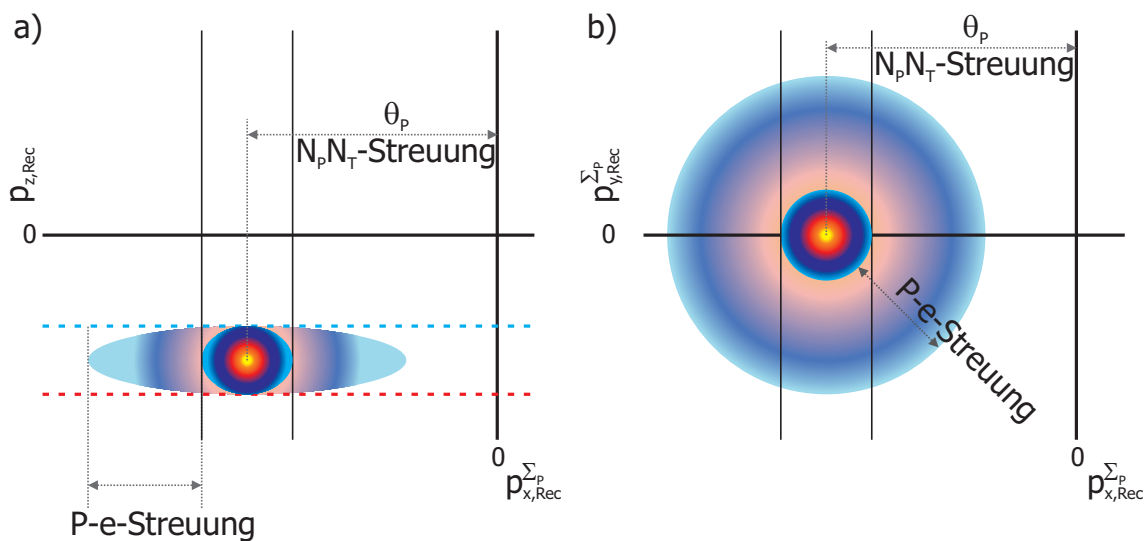 a)
θP
NPNT-Streuung
pz,Rec
0
0
pΣPx,Rec
P-e-Streuung
b)
θP
NPNT-Streuung
pΣPy,Rec
0
P-e-Streuung
0
pΣPx,Rec